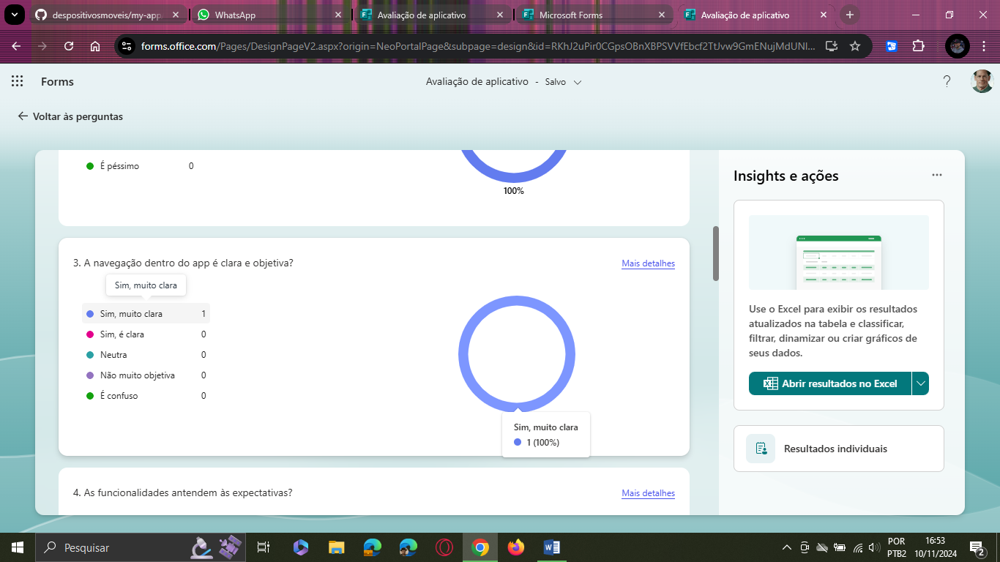 despositivosmoveis/my-app
WhatsApp
Avaliação de aplicativo
Microsoft Forms
Avaliação de aplicativo
forms.office.com/Pages/DesignPageV2.aspx?origin=NeoPortalPage&subpage=design&id=RKhJ2uPir0CGpsOBnXBPSVVfEbcf2TtJvw9GmENujMdUNI...
Forms
Avaliação de aplicativo - Salvo
?
Voltar às perguntas
É péssimo 0
100%
3. A navegação dentro do app é clara e objetiva?
Mais detalhes
Sim, muito clara
Sim, muito clara 1
Sim, é clara 0
Neutra 0
Não muito objetiva 0
É confuso 0
Sim, muito clara
1 (100%)
4. As funcionalidades antendem às expectativas?
Mais detalhes
Insights e ações
Use o Excel para exibir os resultados
atualizados na tabela e classificar,
filtrar, dinamizar ou criar gráficos de
seus dados.
Abrir resultados no Excel
Resultados individuais
Pesquisar
POR
PTB2
16:53
10/11/2024
2